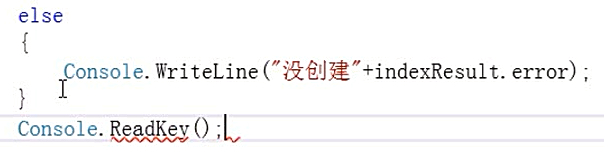 else
{
Console.WriteLine("没创建"+indexResult.error);
}
Console.ReadKey();